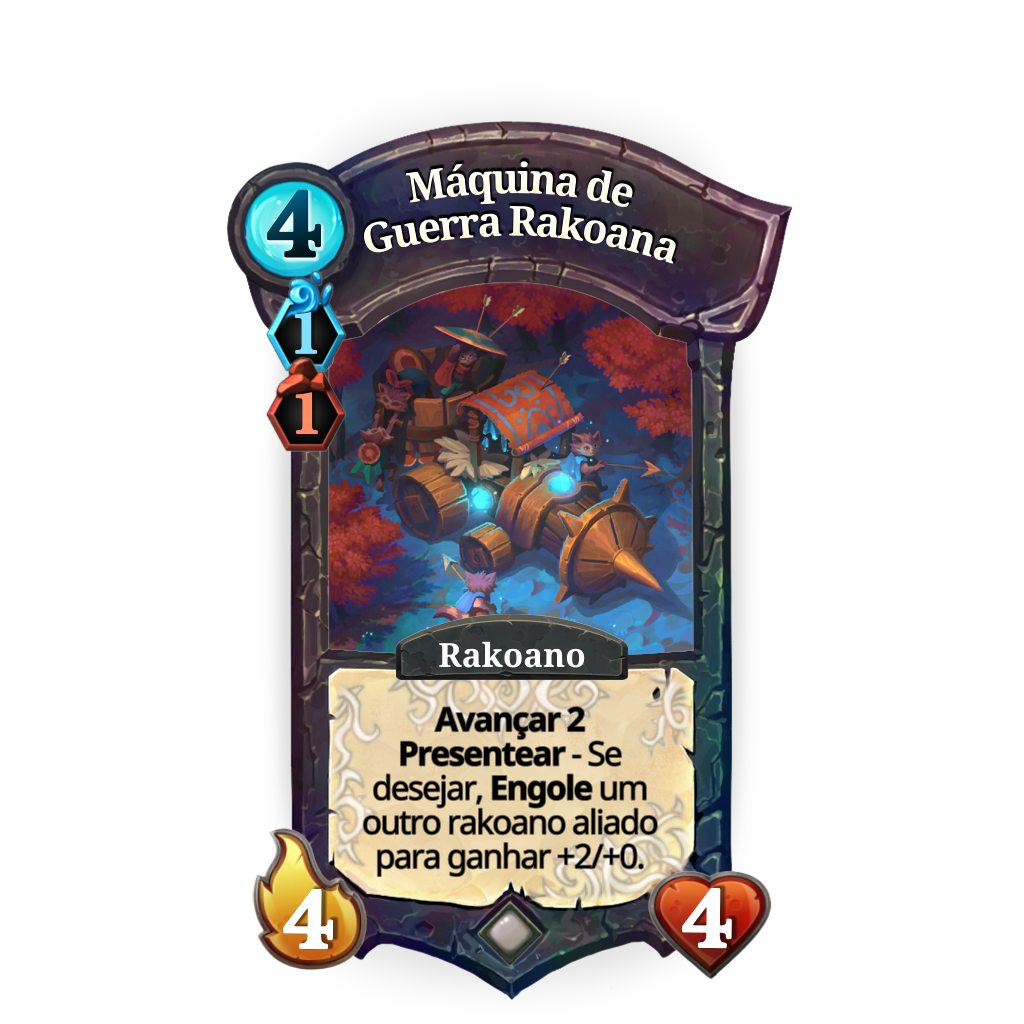 4
Máquina de
Guerra Rakoana
1
1
Rakoano
Avançar 2
Presentear - Se
desejar, Engole um
outro rakoano aliado
para ganhar +2/+0.
4
4